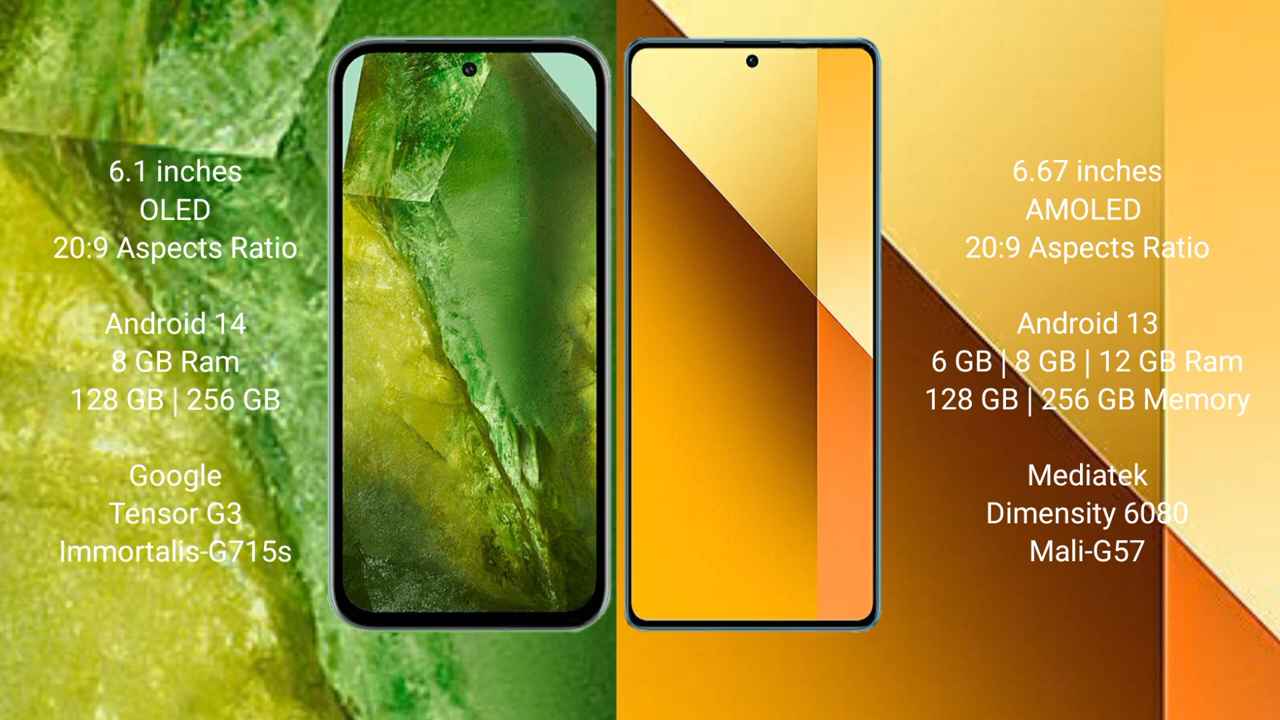 6.1 inches
OLED
20:9 Aspects Ratio
Android 14
8 GB Ram
128 GB | 256 GB
Google
Tensor G3
Immortalis-G715s
6.67 inches
AMOLED
20:9 Aspects Ratio
Android 13
6 GB | 8 GB | 12 GB Ram
128 GB | 256 GB Memory
Mediatek
Dimensity 6080
Mali-G57